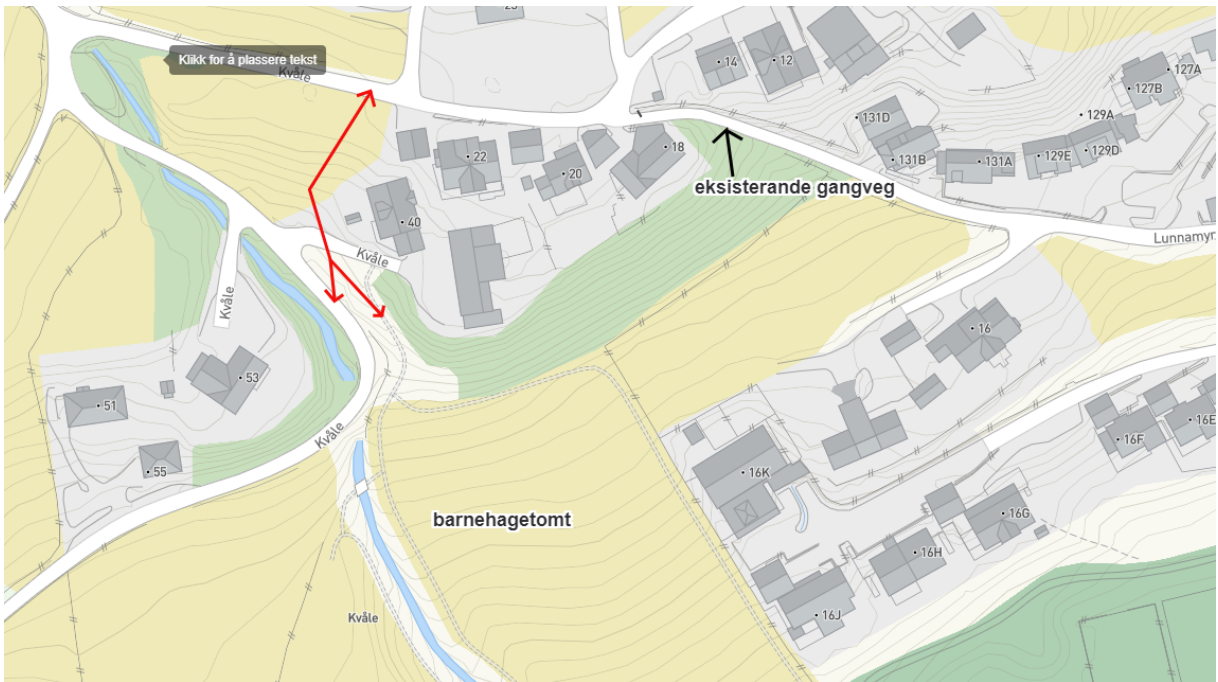 Klikk for å plassere tekst
Kvåle
14
12
127A
127B
129A
131D
129D
129E
131B
131A
18
22
20
eksisterande gangveg
40
Kvåle
Lunnamyr
Kvåle
16
53
51
Kvåle
55
16E
16F
16K
16G
barnehagetomt
16H
Kvåle
16J